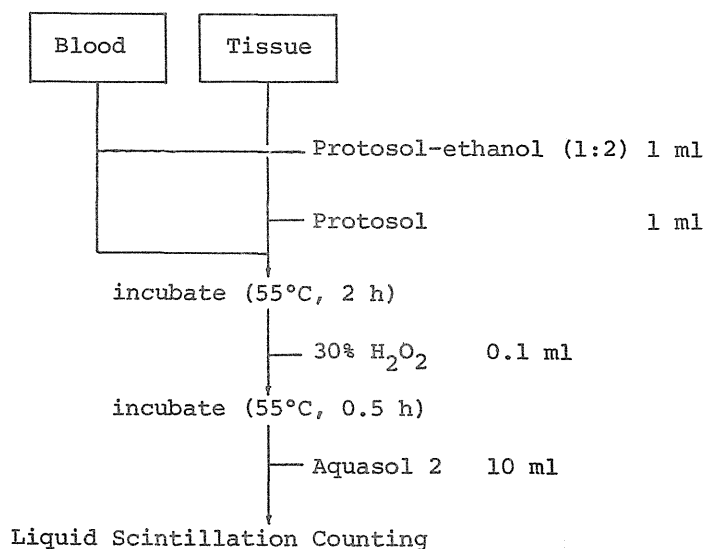 Blood Tissue
Protosol-ethanol (1:2) 1 ml
Protosol 1 ml
incubate (55°C, 2 h)
30% H₂O₂ 0.1 ml
incubate (55°C, 0.5 h)
Aquasol 2 10 ml
Liquid Scintillation Counting